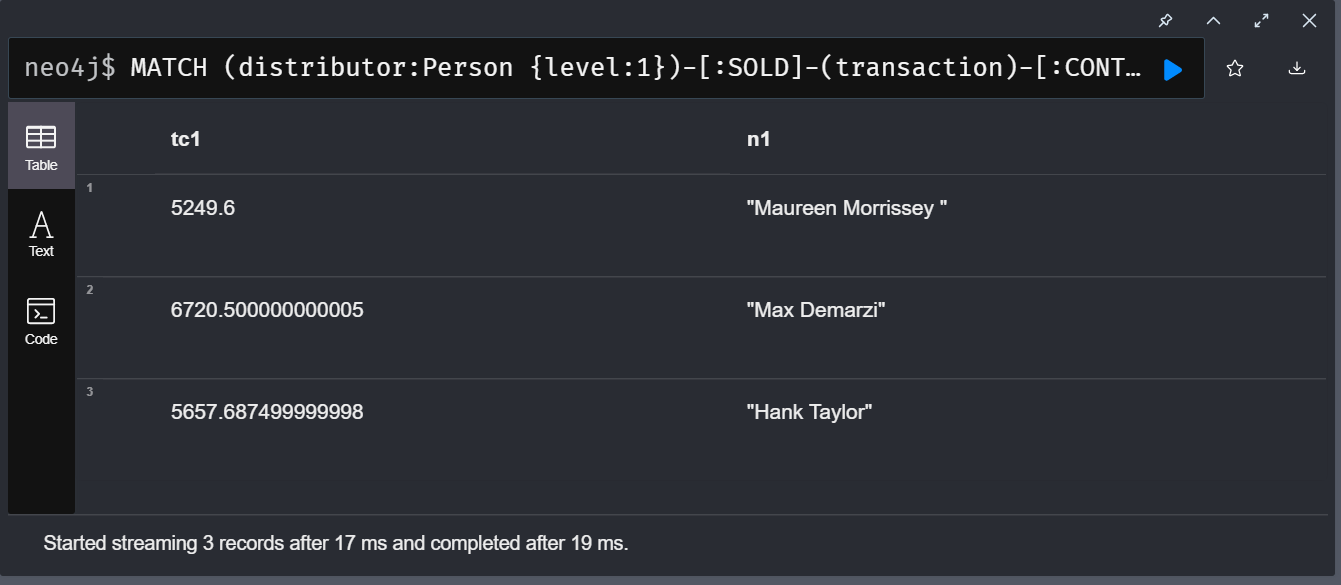 neo4j$ MATCH (distributor:Person {level:1})-[:SOLD]-(transaction)-[:CONT…
Table
tc1 n1
1
5249.6 "Maureen Morrissey "
Text
2
6720.500000000005 "Max Demarzi"
Code
3
5657.687499999998 "Hank Taylor"
Started streaming 3 records after 17 ms and completed after 19 ms.